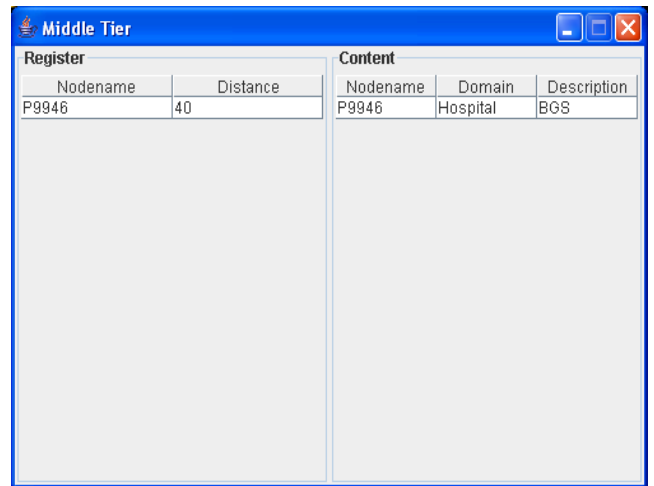 Middle Tier
Register
Nodename Distance
P9946 40
Content
Nodename Domain Description
P9946 Hospital BGS